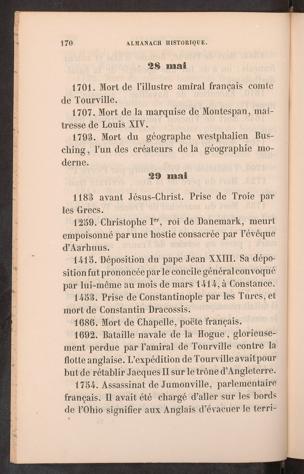 170 ALMANACH HISTORIQUE.
28 mai
1701. Mort de l'illustre amiral français comte
de Tourville.
1707. Mort de la marquise de Montespan, mai-
tresse de Louis XIV.
1793. Mort du géographe westphalien Bus-
ching, l'un des créateurs de la géographie mo-
derne.
29 mai
1183 avant Jésus-Christ. Prise de Troie par
les Grecs.
1259. Christophe Ier, roi de Danemark, meurt
empoisonné par une hostie consacrée par l'évêque
d'Aarhuus.
1415. Déposition du pape Jean XXIII. Sa dépo-
sition fut prononcée par le concile général convoqué
par lui-même au mois de mars 1414, à Constance.
1453. Prise de Constantinople par les Turcs, et
mort de Constantin Dracossis.
1686. Mort de Chapelle, poëte français.
1692. Bataille navale de la Hogue, glorieuse-
ment perdue par l'amiral de Tourville contre la
flotte anglaise. L'expédition de Tourville avait pour
but de rétablir Jacques II sur le trône d'Angleterre.
1754. Assassinat de Jumonville, parlementaire
français. Il avait été chargé d'aller sur les bords
de l'Ohio signifier aux Anglais d'évacuer le terri-